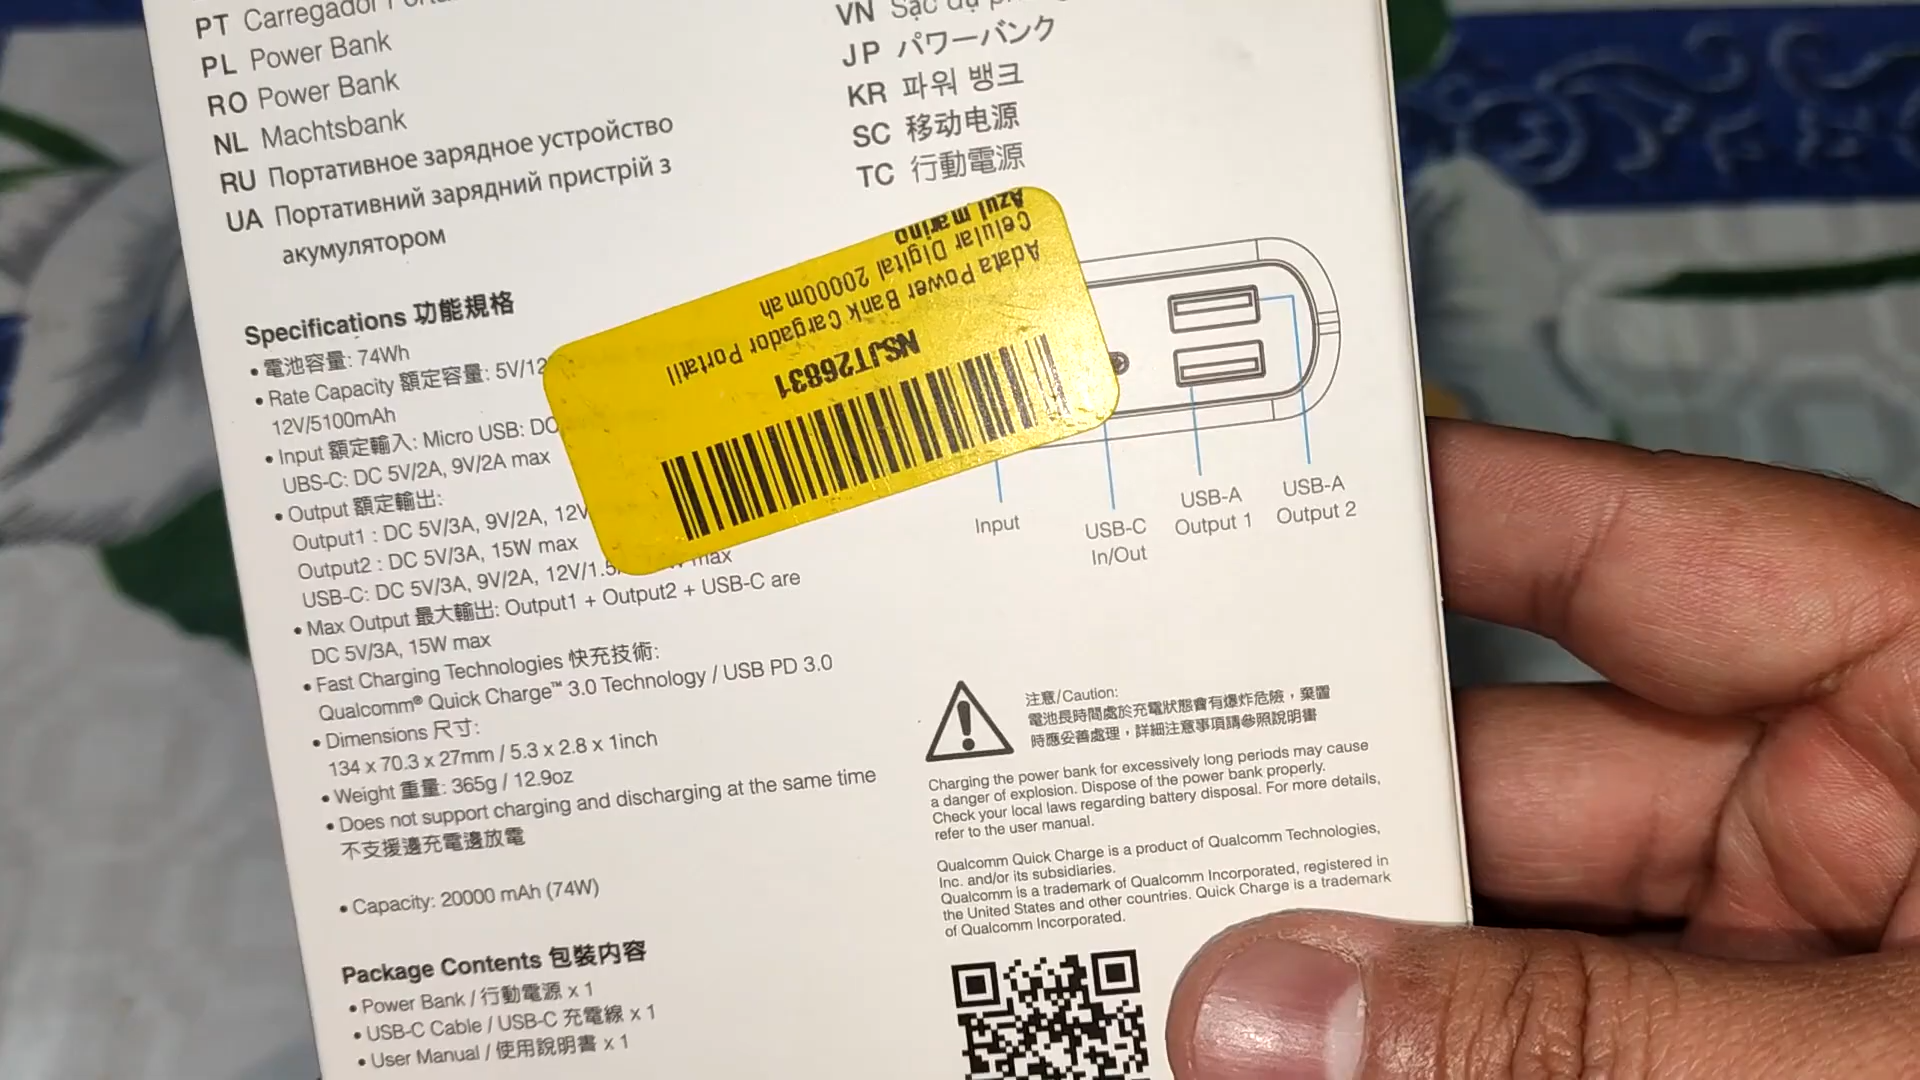 PT Carregador
PL Power Bank
RO Power Bank
NL Machtsbank
RU Портативное зарядное устройство
UA Портативний зарядний пристрій з
акумулятором
VN Sạc dự
JP パワーバンク
KR 파워 뱅크
SC 移动电源
TC 行動電源
Specifications 功能規格
• 電池容量: 74Wh
• Rate Capacity 額定容量: 5V/12
12V/5100mAh
• Input 額定輸入: Micro USB: DC
UBS-C: DC 5V/2A, 9V/2A max
• Output 額定輸出:
Output1 : DC 5V/3A, 9V/2A, 12V
Output2 : DC 5V/3A, 15W max
USB-C: DC 5V/3A, 9V/2A, 12V/1.5 max
• Max Output 最大輸出: Output1 + Output2 + USB-C are
DC 5V/3A, 15W max
• Fast Charging Technologies 快充技術:
Qualcomm® Quick Charge™ 3.0 Technology / USB PD 3.0
• Dimensions 尺寸:
134 x 70.3 x 27mm / 5.3 x 2.8 x 1inch
• Weight 重量: 365g / 12.9oz
• Does not support charging and discharging at the same time
不支援邊充電邊放電
• Capacity: 20000 mAh (74W)
Package Contents 包裝内容
• Power Bank / 行動電源 x 1
• USB-C Cable / USB-C 充電線 x 1
• User Manual / 使用說明書 x 1
NSJT26831
Adata Power Bank Cargador Portatil
Celular Digital 20000m ah
Azul marino
Input
USB-C
In/Out
USB-A
Output 1
USB-A
Output 2
注意/Caution:
電池長時間處於充電狀態會有爆炸危險，棄置
時應妥善處理，詳細注意事項請參照說明書
Charging the power bank for excessively long periods may cause
a danger of explosion. Dispose of the power bank properly.
Check your local laws regarding battery disposal. For more details,
refer to the user manual.
Qualcomm Quick Charge is a product of Qualcomm Technologies,
Inc. and/or its subsidiaries.
Qualcomm is a trademark of Qualcomm Incorporated, registered in
the United States and other countries. Quick Charge is a trademark
of Qualcomm Incorporated.